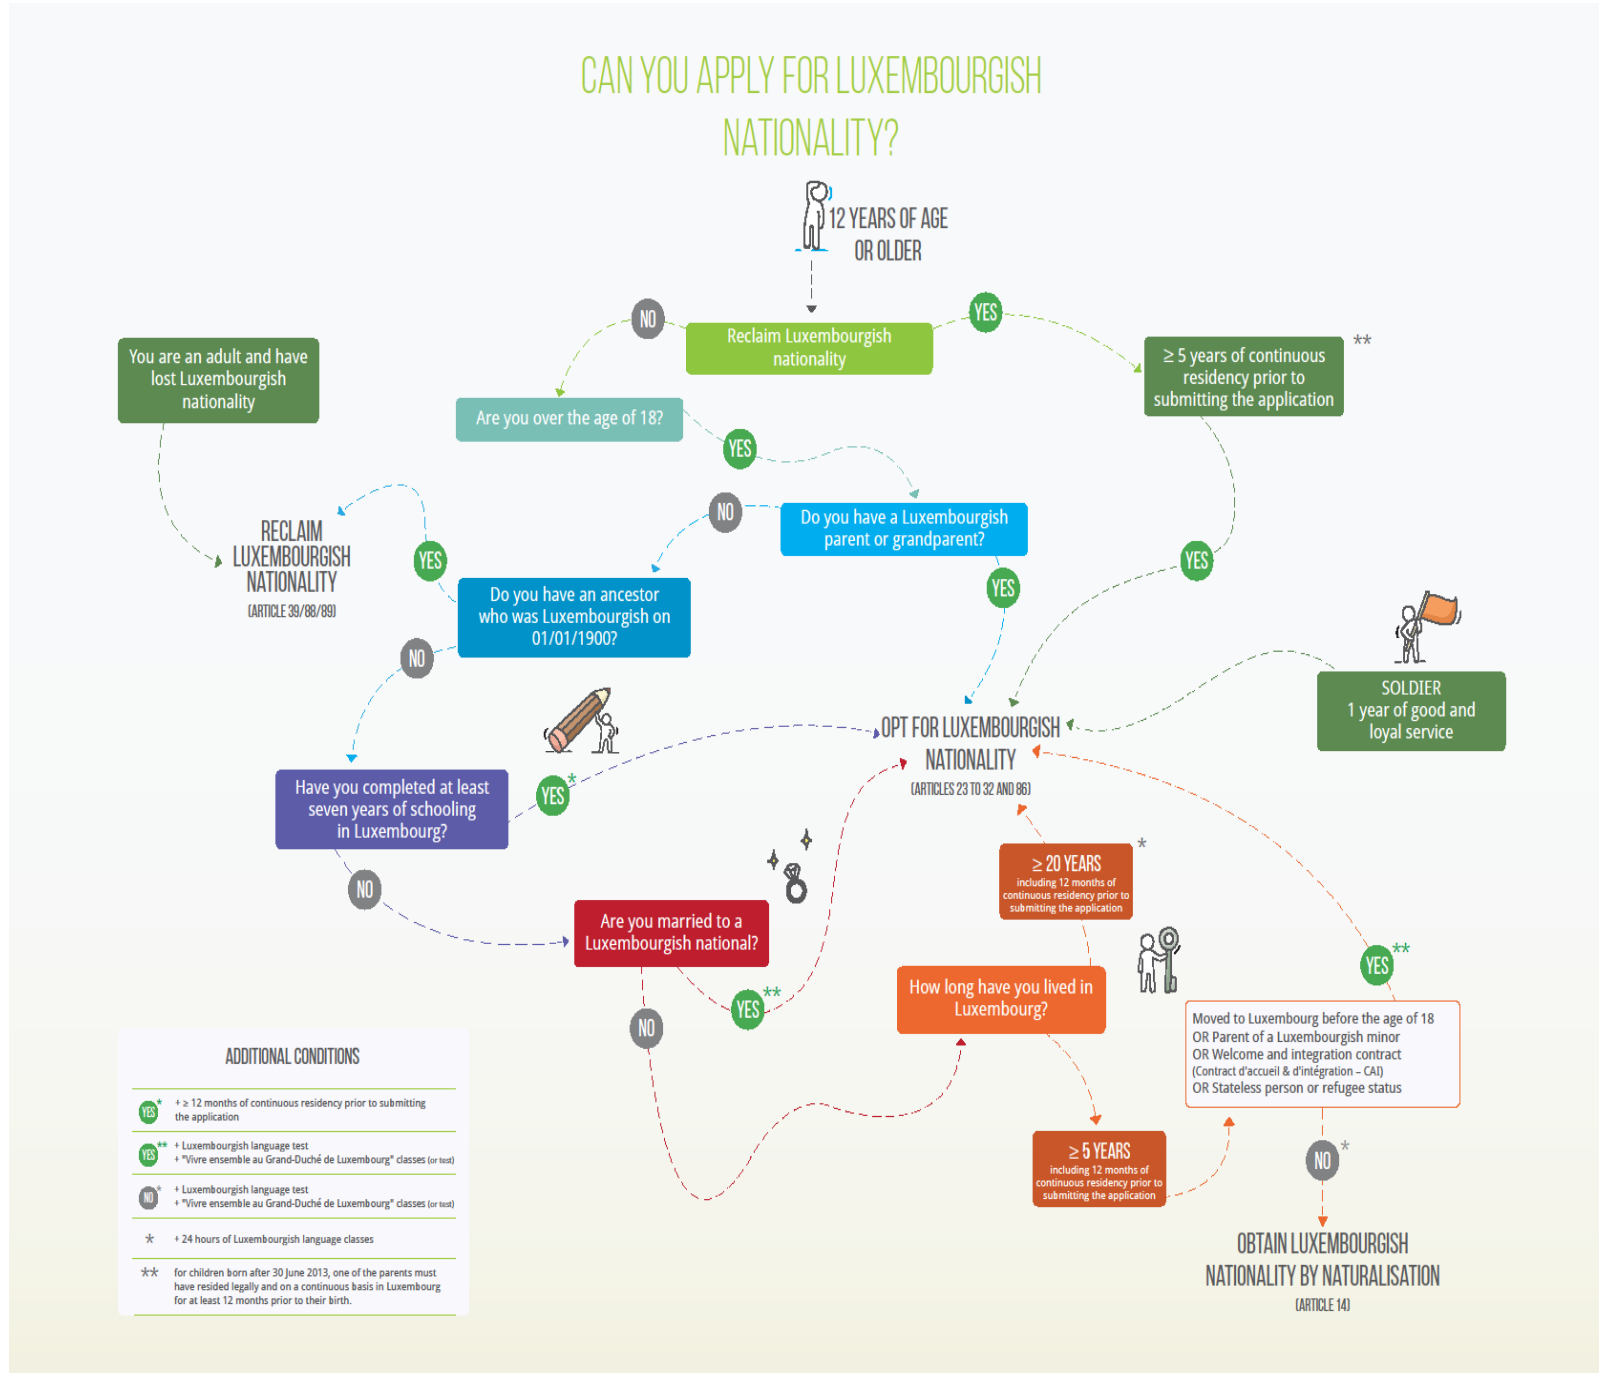 CAN YOU APPLY FOR LUXEMBOURGISH
NATIONALITY?
12 YEARS OF AGE
OR OLDER
NO
YES
Reclaim Luxembourgish
nationality
You are an adult and have
lost Luxembourgish
nationality
≥ 5 years of continuous
residency prior to
submitting the application
**
Are you over the age of 18?
YES
NO
Do you have a Luxembourgish
parent or grandparent?
RECLAIM
LUXEMBOURGISH
NATIONALITY
(ARTICLE 39/88/89)
YES
YES
YES
Do you have an ancestor
who was Luxembourgish on
01/01/1900?
NO
SOLDIER
1 year of good and
loyal service
OPT FOR LUXEMBOURGISH
NATIONALITY
(ARTICLES 23 TO 32 AND 86)
Have you completed at least
seven years of schooling
in Luxembourg?
YES*
NO
≥ 20 YEARS
including 12 months of
continuous residency prior to
submitting the application
*
Are you married to a
Luxembourgish national?
YES**
NO
How long have you lived in
Luxembourg?
YES**
Moved to Luxembourg before the age of 18
OR Parent of a Luxembourgish minor
OR Welcome and integration contract
(Contract d'accueil & d'intégration – CAI)
OR Stateless person or refugee status
≥ 5 YEARS
including 12 months of
continuous residency prior to
submitting the application
NO*
OBTAIN LUXEMBOURGISH
NATIONALITY BY NATURALISATION
(ARTICLE 14)
ADDITIONAL CONDITIONS
YES* + ≥ 12 months of continuous residency prior to submitting
the application
YES** + Luxembourgish language test
+ "Vivre ensemble au Grand-Duché de Luxembourg" classes (or test)
NO* + Luxembourgish language test
+ "Vivre ensemble au Grand-Duché de Luxembourg" classes (or test)
* + 24 hours of Luxembourgish language classes
** for children born after 30 June 2013, one of the parents must
have resided legally and on a continuous basis in Luxembourg
for at least 12 months prior to their birth.